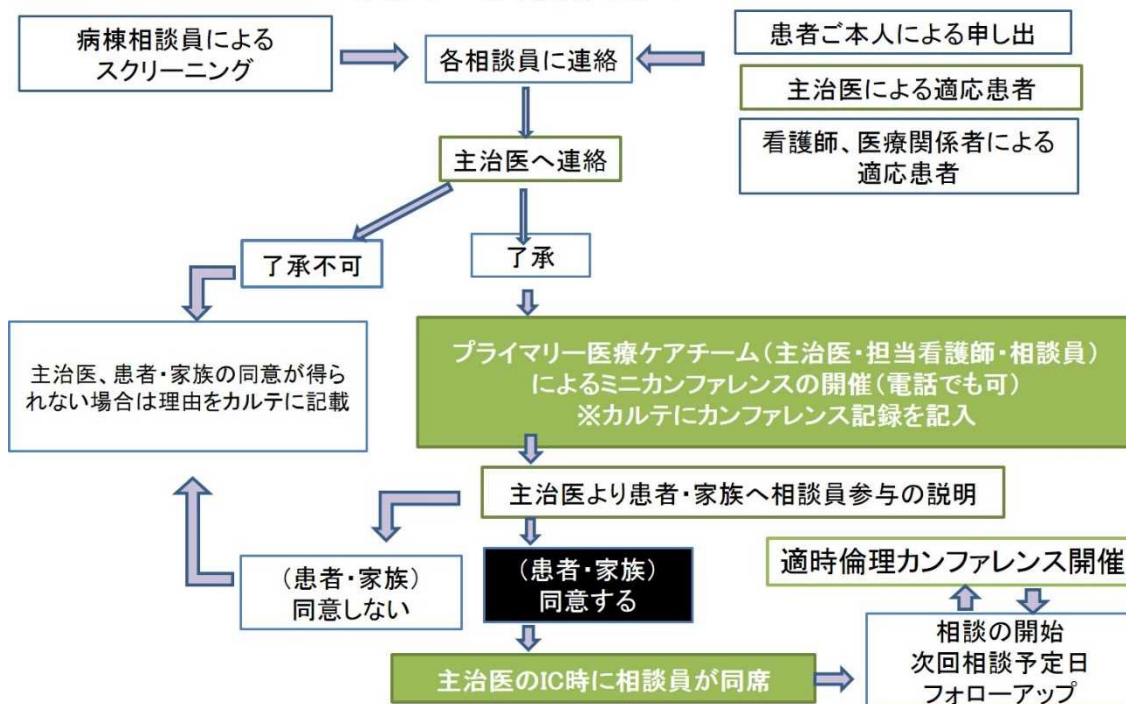 病棟相談員による
スクリーニング
各相談員に連絡
患者ご本人による申し出
主治医による適応患者
看護師、医療関係者による
適応患者
主治医へ連絡
了承不可
了承
主治医、患者・家族の同意が得ら
れない場合は理由をカルテに記載
プライマリー医療ケアチーム(主治医・担当看護師・相談員)
によるミニカンファレンスの開催(電話でも可)
※カルテにカンファレンス記録を記入
主治医より患者・家族へ相談員参与の説明
(患者・家族)
同意しない
(患者・家族)
同意する
適時倫理カンファレンス開催
主治医のIC時に相談員が同席
相談の開始
次回相談予定日
フォローアップ